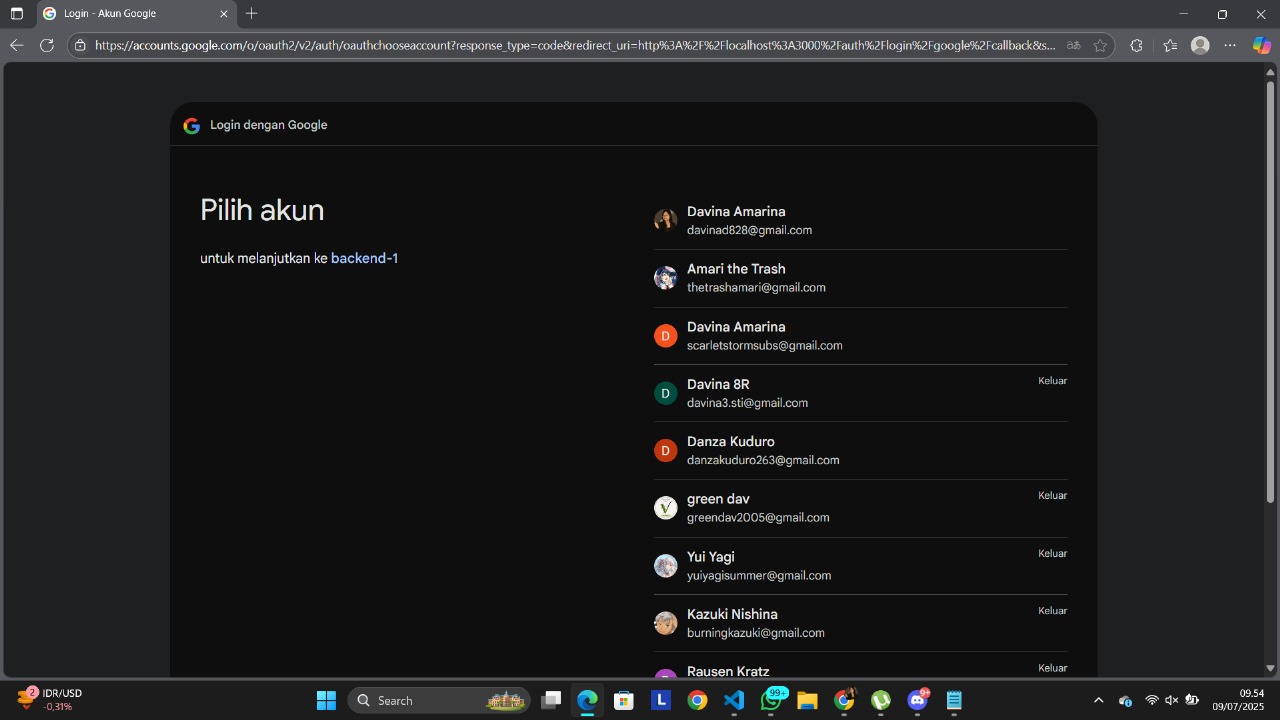 Login - Akun Google
https://accounts.google.com/o/oauth2/v2/auth/oauthchooseaccount?response_type=code&redirect_uri=http%3A%2F%2Flocalhost%3A3000%2Fauth%2Flogin%2Fgoogle%2Fcallback&s...
Login dengan Google
Pilih akun
untuk melanjutkan ke backend-1
Davina Amarina
davinad828@gmail.com
Amari the Trash
thetrashamari@gmail.com
Davina Amarina
scarletstormsubs@gmail.com
D
Davina 8R
Keluar
davina3.sti@gmail.com
D
Danza Kuduro
danzakuduro263@gmail.com
D
green dav
Keluar
greendav2005@gmail.com
Yui Yagi
Keluar
yuiyagisummer@gmail.com
Kazuki Nishina
Keluar
burningkazuki@gmail.com
Rausen Kratz
Keluar
2
IDR/USD
-0,31%
Search
L
99+
9+
09.54
09/07/2025